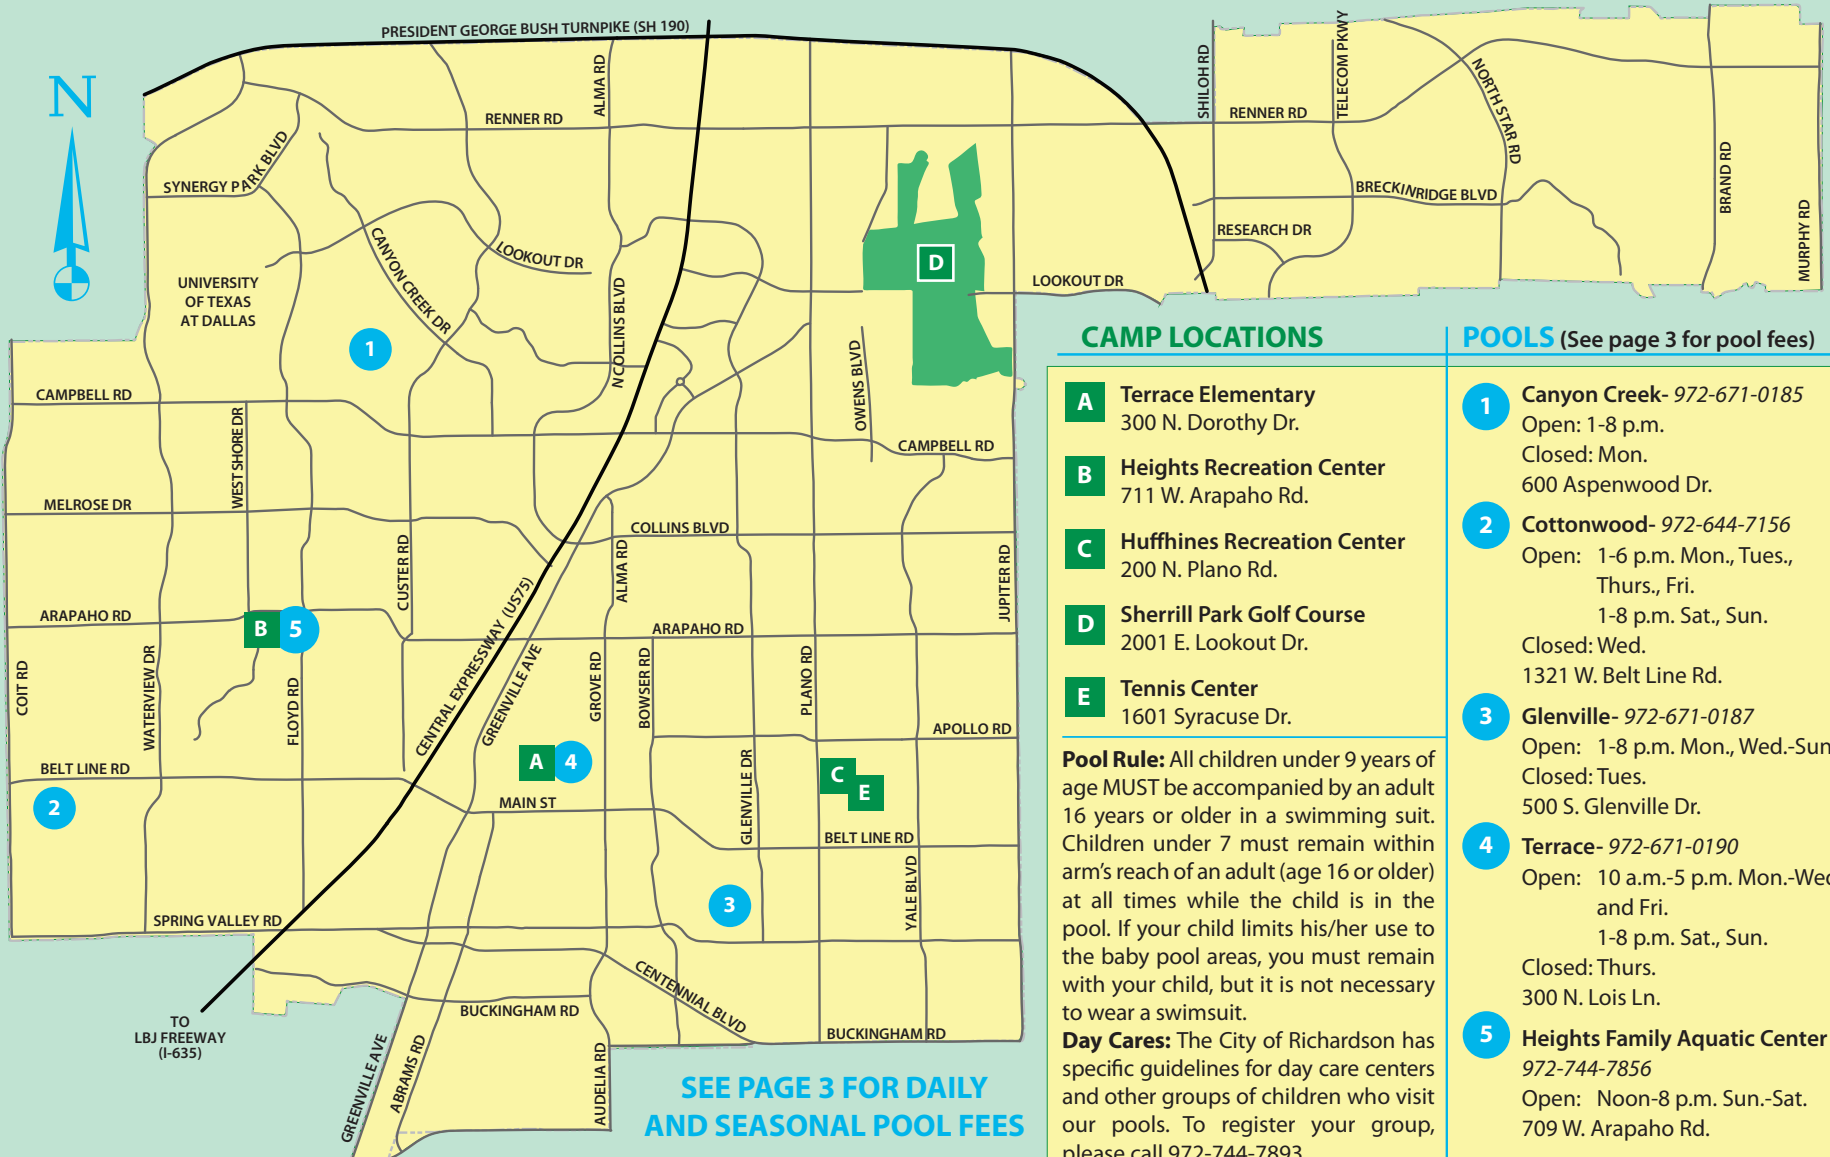 PRESIDENT GEORGE BUSH TURNPIKE (SH 190)
N
ALMA RD
RENNER RD
SYNERGY PARK BLVD
SHILOH RD
TELECOM PKWY
RENNER RD
NORTH STAR RD
BRECKINRIDGE BLVD
BRAND RD
MURPHY RD
RESEARCH DR
CANYON CREEK DR
LOOKOUT DR
UNIVERSITY
OF TEXAS
AT DALLAS
N COLLINS BLVD
D
LOOKOUT DR
1
OWENS BLVD
CAMPBELL RD
WEST SHORE DR
CAMPBELL RD
MELROSE DR
COLLINS BLVD
CUSTER RD
ALMA RD
JUPITER RD
CENTRAL EXPRESSWAY (US75)
ARAPAHO RD
B
5
ARAPAHO RD
COIT RD
WATERVIEW DR
FLOYD RD
GREENVILLE AVE
GROVE RD
BOWSER RD
PLANO RD
APOLLO RD
BELT LINE RD
A
4
GLENVILLE DR
C
E
2
MAIN ST
BELT LINE RD
3
YALE BLVD
SPRING VALLEY RD
CENTENNIAL BLVD
BUCKINGHAM RD
BUCKINGHAM RD
TO
LBJ FREEWAY
(I-635)
GREENVILLE AVE
ABRAMS RD
AUDELIA RD
SEE PAGE 3 FOR DAILY
AND SEASONAL POOL FEES
CAMP LOCATIONS
A
Terrace Elementary
300 N. Dorothy Dr.
B
Heights Recreation Center
711 W. Arapaho Rd.
C
Huffhines Recreation Center
200 N. Plano Rd.
D
Sherrill Park Golf Course
2001 E. Lookout Dr.
E
Tennis Center
1601 Syracuse Dr.
Pool Rule: All children under 9 years of
age MUST be accompanied by an adult
16 years or older in a swimming suit.
Children under 7 must remain within
arm's reach of an adult (age 16 or older)
at all times while the child is in the
pool. If your child limits his/her use to
the baby pool areas, you must remain
with your child, but it is not necessary
to wear a swimsuit.
Day Cares: The City of Richardson has
specific guidelines for day care centers
and other groups of children who visit
our pools. To register your group,
please call 972-744-7893
POOLS (See page 3 for pool fees)
1
Canyon Creek- 972-671-0185
Open: 1-8 p.m.
Closed: Mon.
600 Aspenwood Dr.
2
Cottonwood- 972-644-7156
Open: 1-6 p.m. Mon., Tues.,
Thurs., Fri.
1-8 p.m. Sat., Sun.
Closed: Wed.
1321 W. Belt Line Rd.
3
Glenville- 972-671-0187
Open: 1-8 p.m. Mon., Wed.-Sun
Closed: Tues.
500 S. Glenville Dr.
4
Terrace- 972-671-0190
Open: 10 a.m.-5 p.m. Mon.-Wed
and Fri.
1-8 p.m. Sat., Sun.
Closed: Thurs.
300 N. Lois Ln.
5
Heights Family Aquatic Center
972-744-7856
Open: Noon-8 p.m. Sun.-Sat.
709 W. Arapaho Rd.